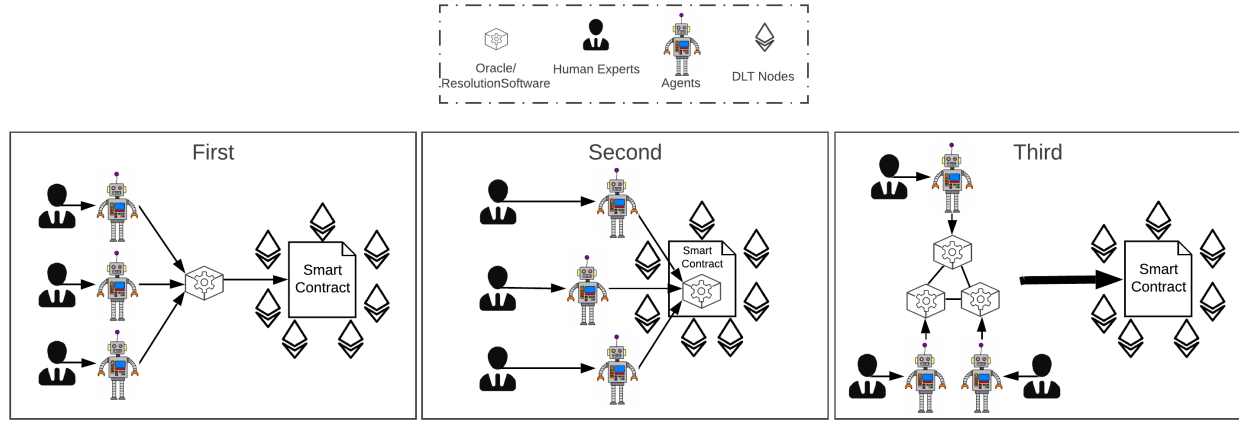 Oracle/
ResolutionSoftware
Human Experts
Agents
DLT Nodes
First
Smart
Contract
Second
Smart
Contract
Third
Smart
Contract